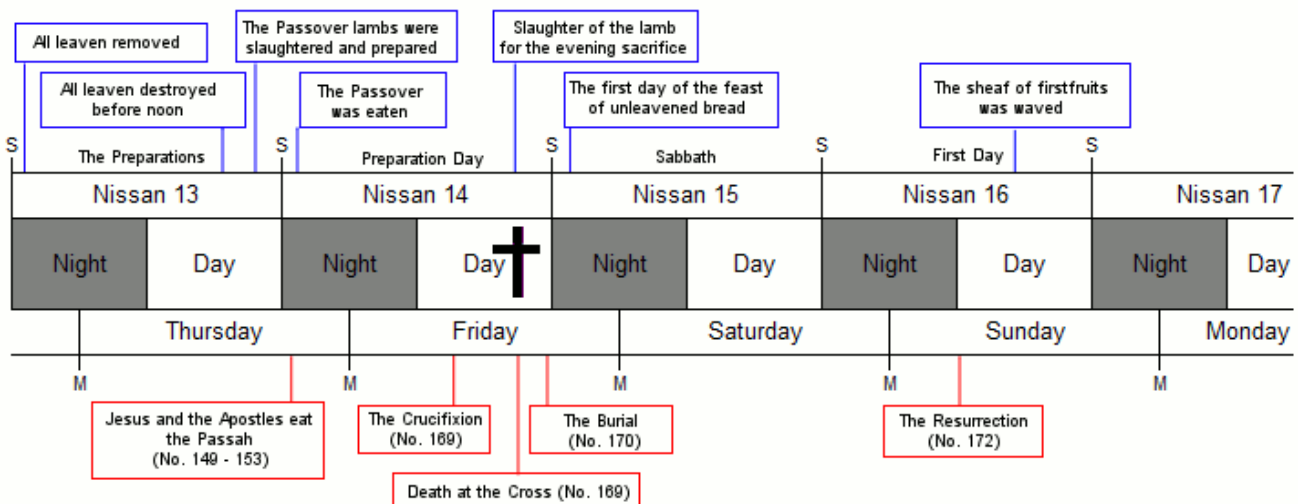 All leaven removed
The Passover lambs were
slaughtered and prepared
Slaughter of the lamb
for the evening sacrifice
All leaven destroyed
before noon
The Passover
was eaten
The first day of the feast
of unleavened bread
The sheaf of firstfruits
was waved
S
The Preparations
S
Preparation Day
S
Sabbath
S
First Day
S
Nissan 13
Nissan 14
Nissan 15
Nissan 16
Nissan 17
Night
Day
Night
Day
Night
Day
Night
Day
Night
Day
Thursday
Friday
Saturday
Sunday
Monday
M
M
M
M
M
Jesus and the Apostles eat
the Passah
(No. 149 - 153)
The Crucifixion
(No. 169)
The Burial
(No. 170)
The Resurrection
(No. 172)
Death at the Cross (No. 169)